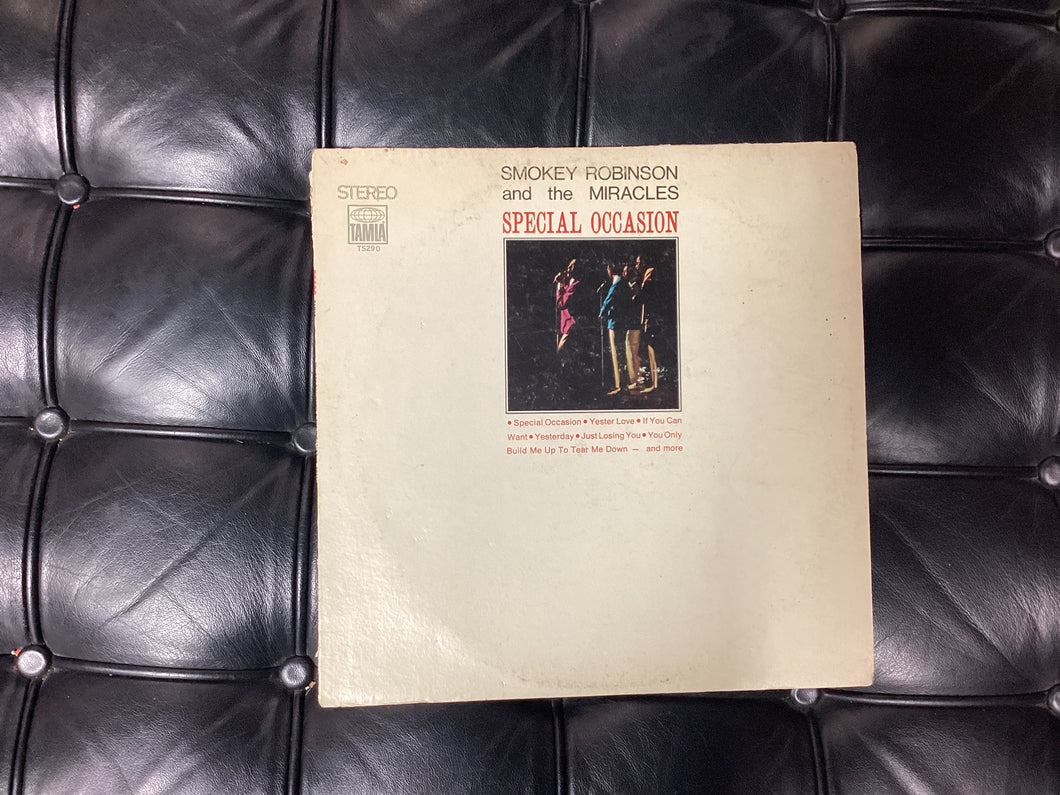 SMOKEY ROBINSON
and the MIRACLES
SPECIAL OCCASION
STEREO
TAMLA
TS290
• Special Occasion • Yester Love • If You Can
Want • Yesterday • Just Losing You • You Only
Build Me Up To Tear Me Down — and more